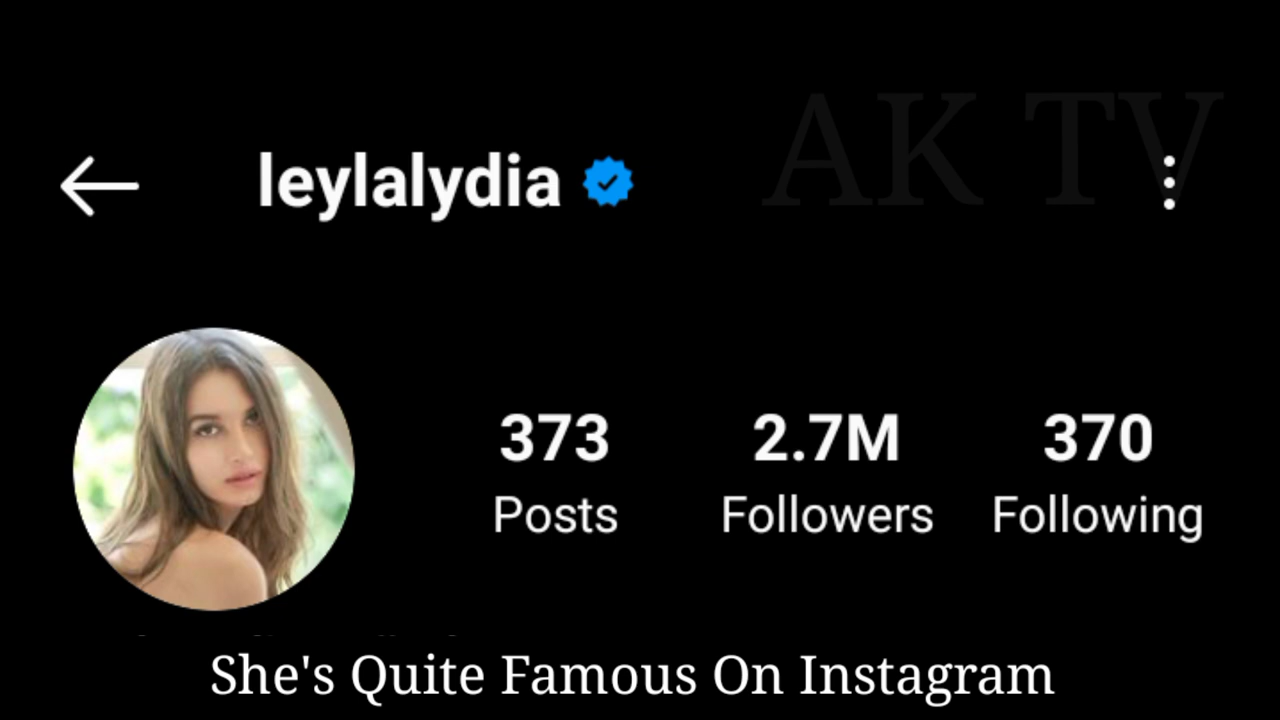 AK TV
leylalydia
373 2.7M 370
Posts Followers Following
She's Quite Famous On Instagram